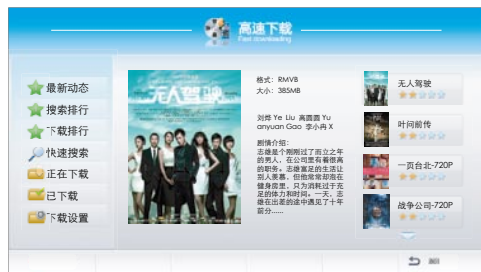 高速下载
Fast downloading
最新动态
搜索排行
下载排行
快速搜索
正在下载
已下载
下载设置
无人驾驶
格式：RMVB
大小：385MB
刘烨 Ye Liu 高圆圆 Yu
anyuan Gao 李小冉 X
剧情介绍：
志雄是个刚刚过了而立之年
的男人，在公司里有着很高
的职务。志雄富足的生活让
别人羡慕，但他常常却泡在
健身房里，只为消耗过于充
足的体力和时间。一天，志
雄在出差的途中遇见了十年
前分......
无人驾驶
叶问前传
一页台北-720P
战争公司-720P